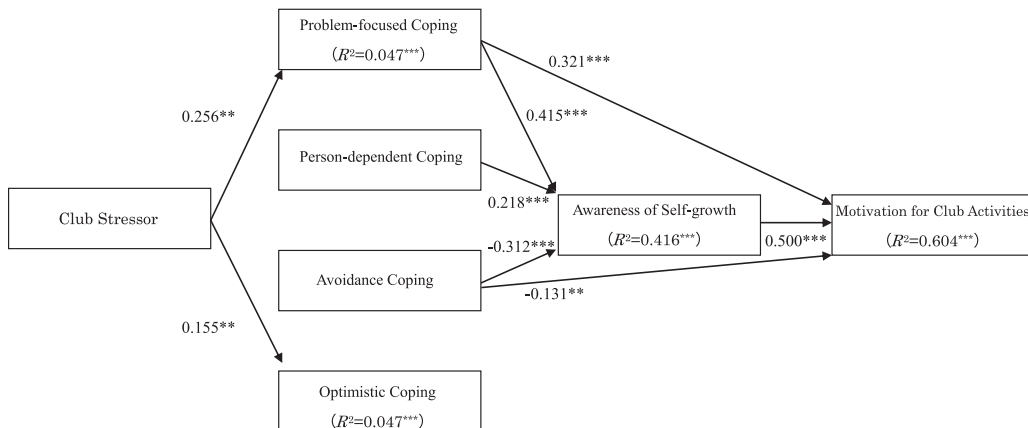 Problem-focused Coping
(R²=0.047***)
0.321***
0.415***
0.256**
Person-dependent Coping
0.218***
Club Stressor
Awareness of Self-growth
(R²=0.416***)
0.500***
Motivation for Club Activities
(R²=0.604***)
-0.312***
Avoidance Coping
-0.131**
0.155**
Optimistic Coping
(R²=0.047***)